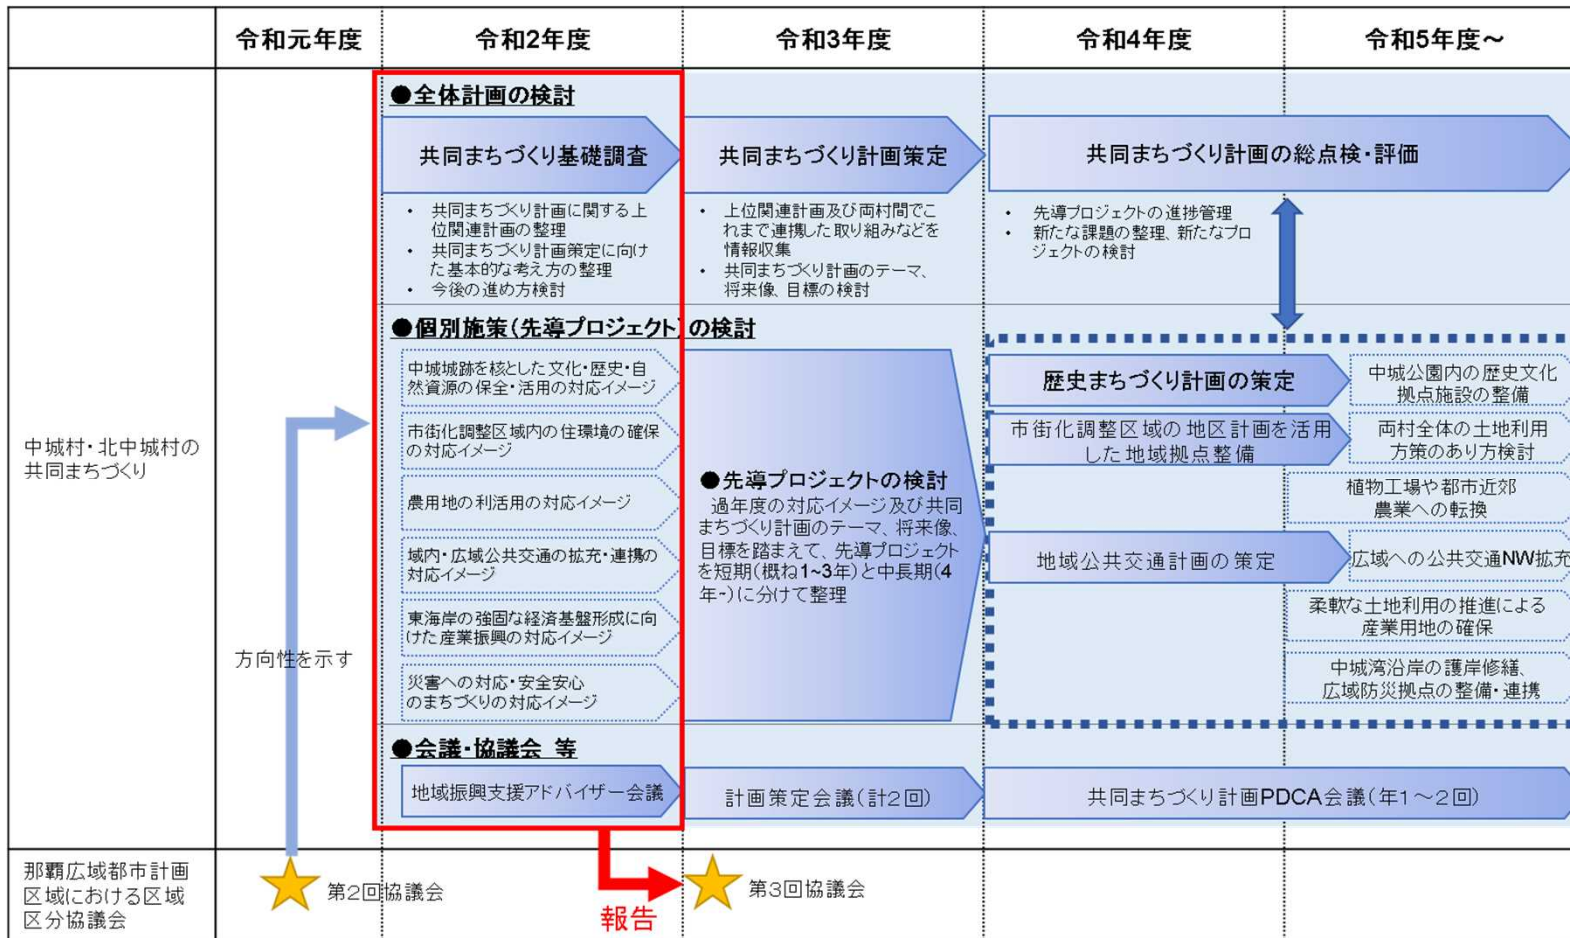 令和元年度
令和2年度
令和3年度
令和4年度
令和5年度～
中城村・北中城村の
共同まちづくり
●全体計画の検討
共同まちづくり基礎調査
共同まちづくり計画策定
共同まちづくり計画の総点検・評価
・ 共同まちづくり計画に関する上
位関連計画の整理
・ 共同まちづくり計画策定に向け
た基本的な考え方の整理
・ 今後の進め方検討
・ 上位関連計画及び両村間でこ
れまで連携した取り組みなどを
情報収集
・ 共同まちづくり計画のテーマ、
将来像、目標の検討
・ 先導プロジェクトの進捗管理
・ 新たな課題の整理、新たなプロ
ジェクトの検討
●個別施策(先導プロジェクト)の検討
中城城跡を核とした文化・歴史・自
然資源の保全・活用の対応イメージ
市街化調整区域内の住環境の確保
の対応イメージ
農用地の利活用の対応イメージ
域内・広域公共交通の拡充・連携の
対応イメージ
東海岸の強固な経済基盤形成に向
けた産業振興の対応イメージ
災害への対応・安全安心
のまちづくりの対応イメージ
●先導プロジェクトの検討
過年度の対応イメージ及び共同
まちづくり計画のテーマ、将来像、
目標を踏まえて、先導プロジェクト
を短期(概ね1~3年)と中長期(4
年~)に分けて整理
歴史まちづくり計画の策定
中城公園内の歴史文化
拠点施設の整備
市街化調整区域の地区計画を活用
した地域拠点整備
両村全体の土地利用
方策のあり方検討
植物工場や都市近郊
農業への転換
地域公共交通計画の策定
広域への公共交通NW拡充
柔軟な土地利用の推進による
産業用地の確保
中城湾沿岸の護岸修繕、
広域防災拠点の整備・連携
方向性を示す
●会議・協議会 等
地域振興支援アドバイザー会議
計画策定会議(計2回)
共同まちづくり計画PDCA会議(年1～2回)
那覇広域都市計画
区域における区域
区分協議会
第2回協議会
報告
第3回協議会